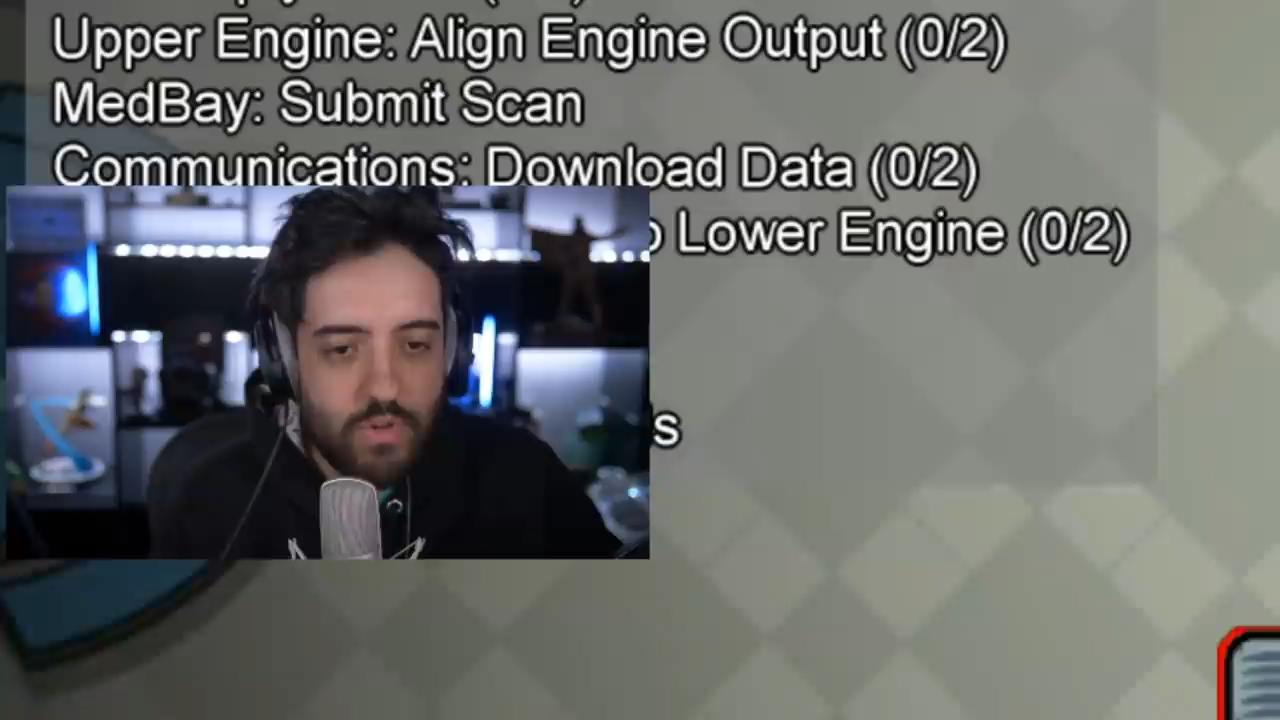 Upper Engine: Align Engine Output (0/2)
MedBay: Submit Scan
Communications: Download Data (0/2)
Lower Engine (0/2)